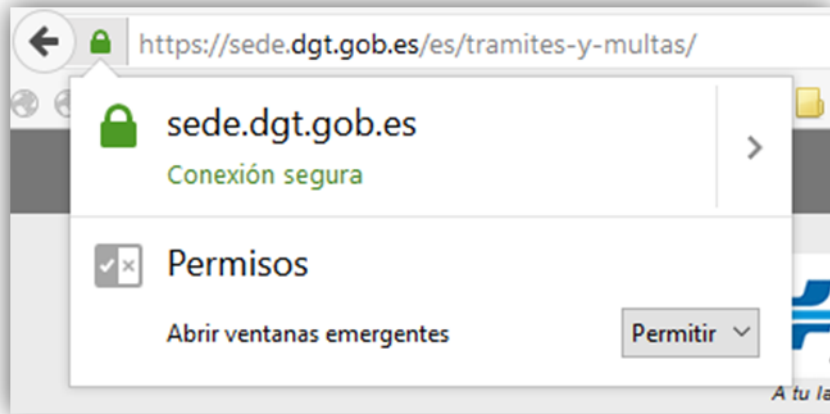 https://sede.dgt.gob.es/es/tramites-y-multas/
sede.dgt.gob.es
Conexión segura
Permisos
Abrir ventanas emergentes
Permitir
A tu la